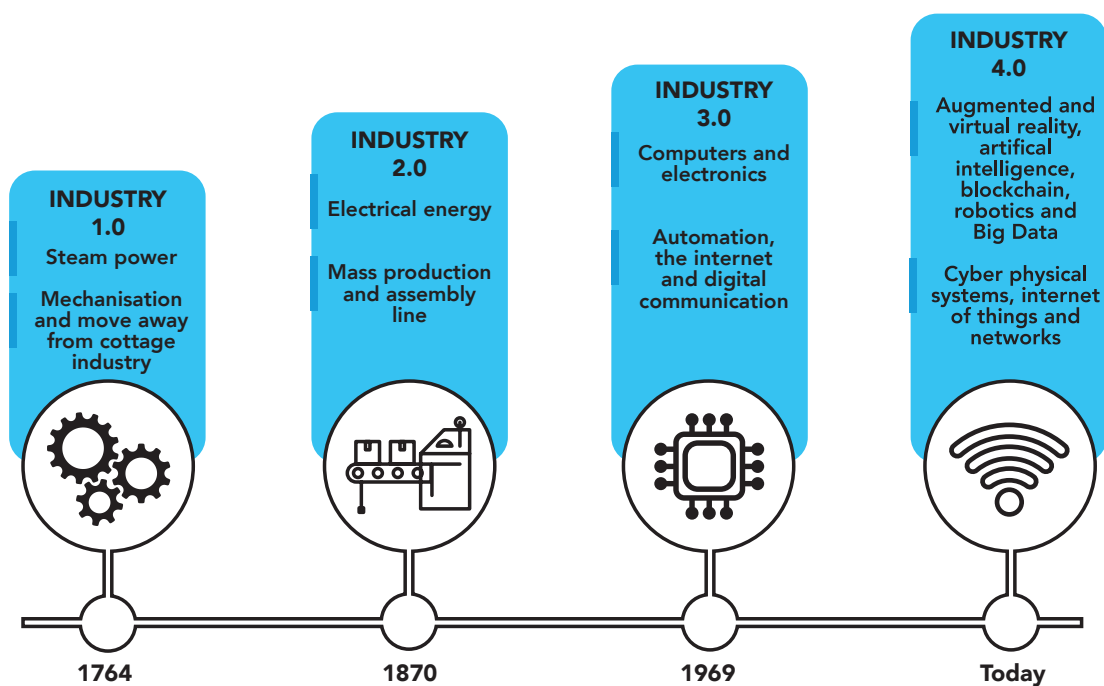 INDUSTRY
1.0
Steam power
Mechanisation
and move away
from cottage
industry
1764
INDUSTRY
2.0
Electrical energy
Mass production
and assembly
line
1870
INDUSTRY
3.0
Computers and
electronics
Automation,
the internet
and digital
communication
1969
INDUSTRY
4.0
Augmented and
virtual reality,
artifical
intelligence,
blockchain,
robotics and
Big Data
Cyber physical
systems, internet
of things and
networks
Today